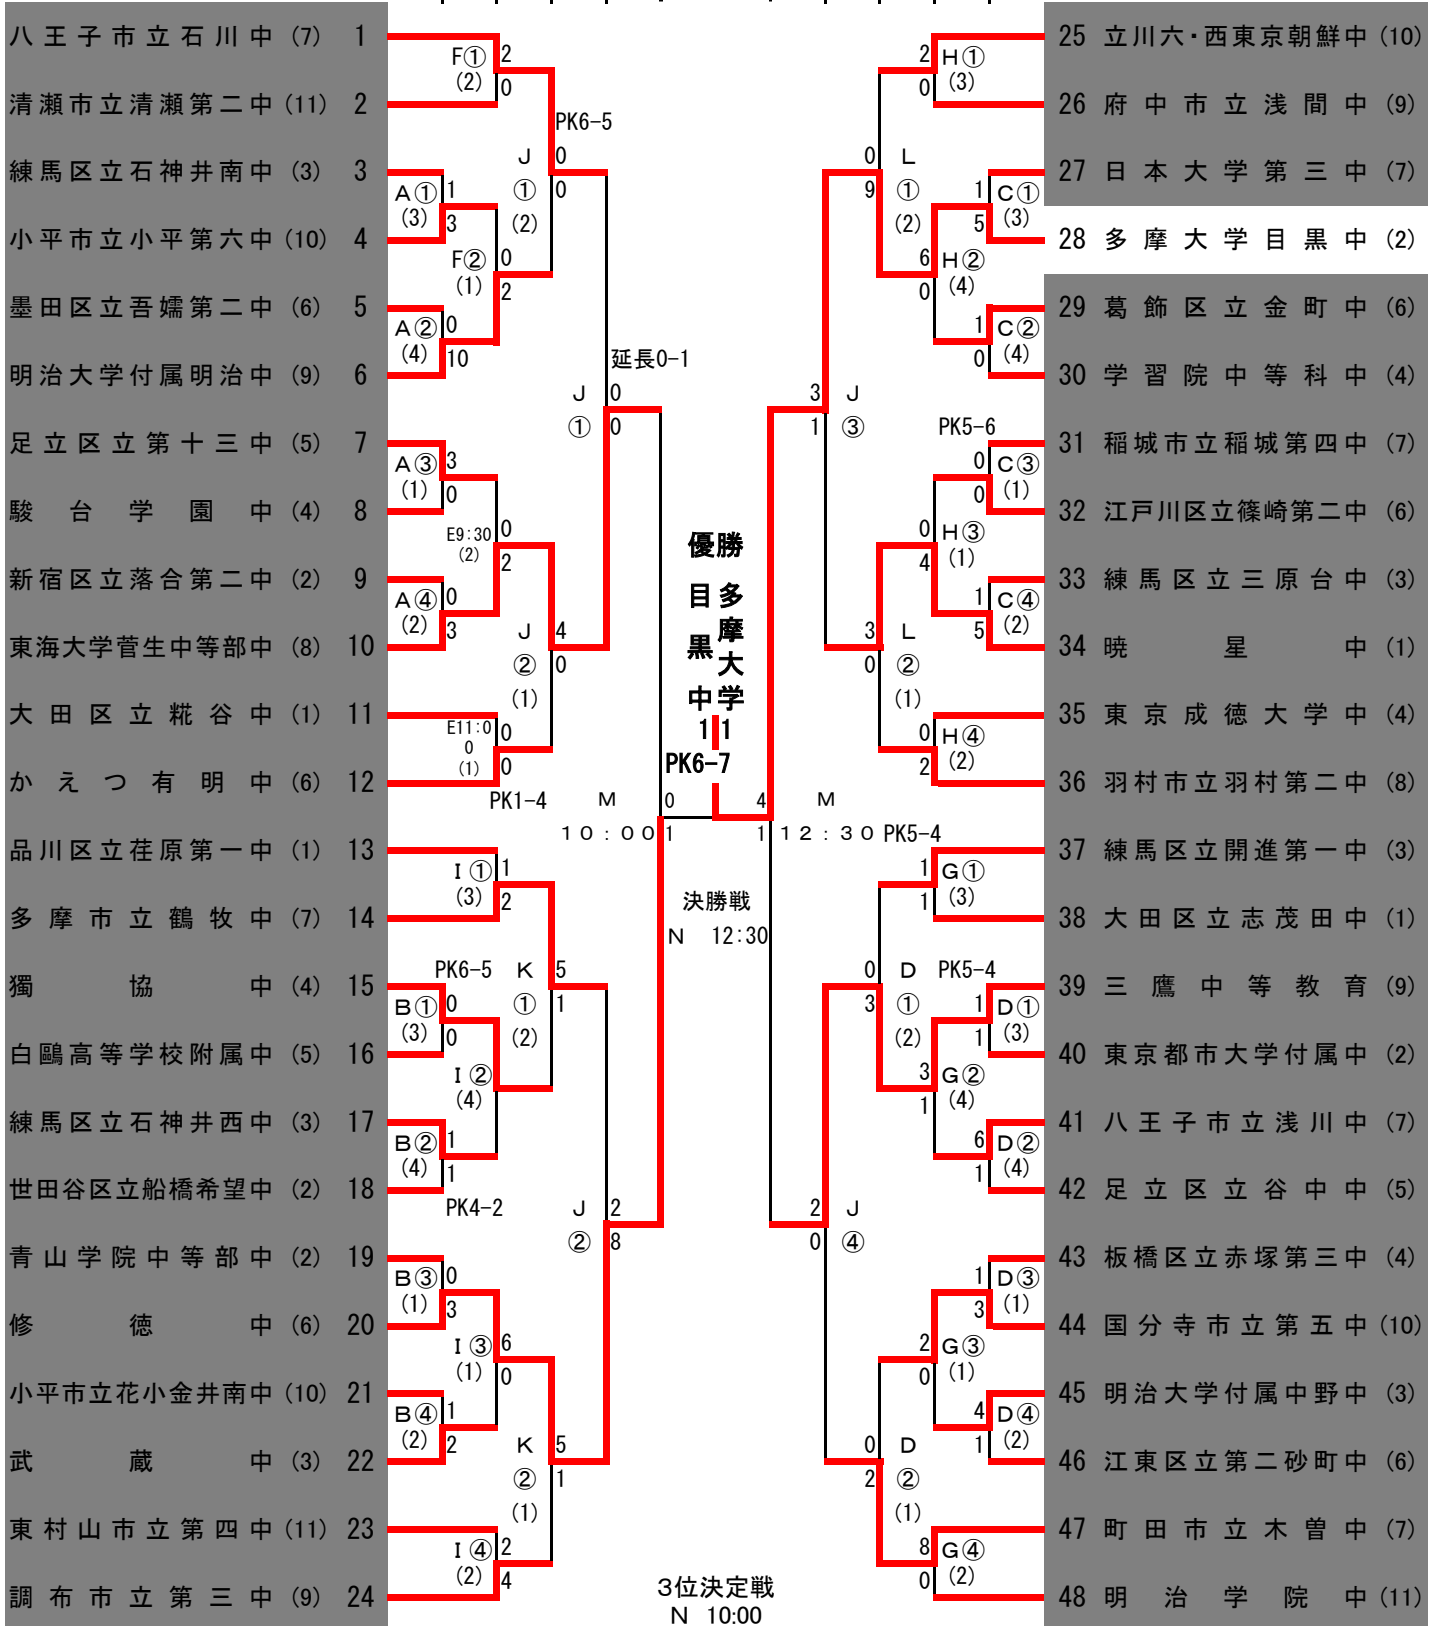 八王子市立石川中 (7) 1
清瀬市立清瀬第二中 (11) 2
練馬区立石神井南中 (3) 3
小平市立小平第六中 (10) 4
墨田区立吾嬬第二中 (6) 5
明治大学付属明治中 (9) 6
足立区立第十三中 (5) 7
駿台学園中 (4) 8
新宿区立落合第二中 (2) 9
東海大学菅生中等部中 (8) 10
大田区立糀谷中 (1) 11
かえつ有明中 (6) 12
品川区立荏原第一中 (1) 13
多摩市立鶴牧中 (7) 14
獨協中 (4) 15
白鷗高等学校附属中 (5) 16
練馬区立石神井西中 (3) 17
世田谷区立船橋希望中 (2) 18
青山学院中等部中 (2) 19
修徳中 (6) 20
小平市立花小金井南中 (10) 21
武蔵中 (3) 22
東村山市立第四中 (11) 23
調布市立第三中 (9) 24
A① 1
(3) 3
A② 0
(4) 10
A③ 3
(1) 0
A④ 0
(2) 3
PK6-5
B① 0
(3) 0
B② 1
(4) 1
PK4-2
B③ 0
(1) 3
B④ 1
(2) 2
F① 2
(2) 0
F② 0
(1) 2
E9:30 0
(2) 2
E11:0 0
0
(1) 0
PK1-4
I① 1
(3) 2
I②
(4)
I③ 6
(1) 0
I④ 2
(2) 4
PK6-5
J 0
① 0
(2)
J 4
② 0
(1)
K 5
① 1
(2)
K 5
② 1
(1)
延長0-1
J 0
① 0
J 2
② 8
M 0
10:00 1
優勝
多摩大学
目黒中
1 1
PK6-7
決勝戦
N 12:30
3位決定戦
N 10:00
4 M
1 12:30
3 J
1 ③
2 J
0 ④
0 L
9 ①
(2)
3 L
0 ②
(1)
0 D
3 ①
(2)
0 D
2 ②
(1)
2 H①
0 (3)
6 H②
0 (4)
0 H③
4 (1)
0 H④
2 (2)
PK5-4
1 G①
1 (3)
3 G②
1 (4)
2 G③
0 (1)
8 G④
0 (2)
1 C①
5 (3)
1 C②
0 (4)
PK5-6
0 C③
0 (1)
1 C④
5 (2)
PK5-4
1 D①
1 (3)
6 D②
1 (4)
1 D③
3 (1)
4 D④
1 (2)
25 立川六・西東京朝鮮中 (10)
26 府中市立浅間中 (9)
27 日本大学第三中 (7)
28 多摩大学目黒中 (2)
29 葛飾区立金町中 (6)
30 学習院中等科中 (4)
31 稲城市立稲城第四中 (7)
32 江戸川区立篠崎第二中 (6)
33 練馬区立三原台中 (3)
34 暁星中 (1)
35 東京成徳大学中 (4)
36 羽村市立羽村第二中 (8)
37 練馬区立開進第一中 (3)
38 大田区立志茂田中 (1)
39 三鷹中等教育 (9)
40 東京都市大学付属中 (2)
41 八王子市立浅川中 (7)
42 足立区立谷中中 (5)
43 板橋区立赤塚第三中 (4)
44 国分寺市立第五中 (10)
45 明治大学付属中野中 (3)
46 江東区立第二砂町中 (6)
47 町田市立木曽中 (7)
48 明治学院中 (11)